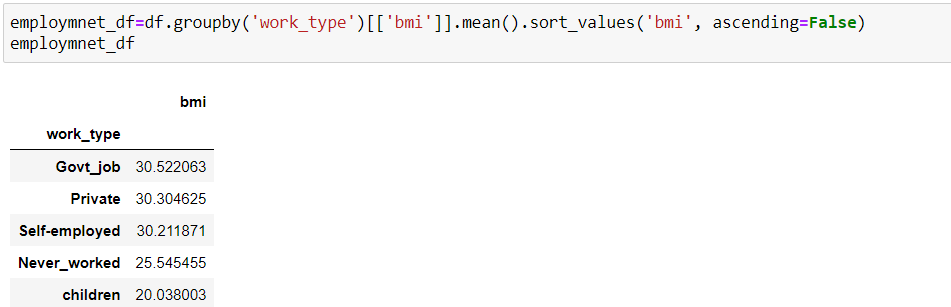 employmnet_df=df.groupby('work_type')[['bmi']].mean().sort_values('bmi', ascending=False)
employmnet_df
bmi
work_type
Govt_job 30.522063
Private 30.304625
Self-employed 30.211871
Never_worked 25.545455
children 20.038003